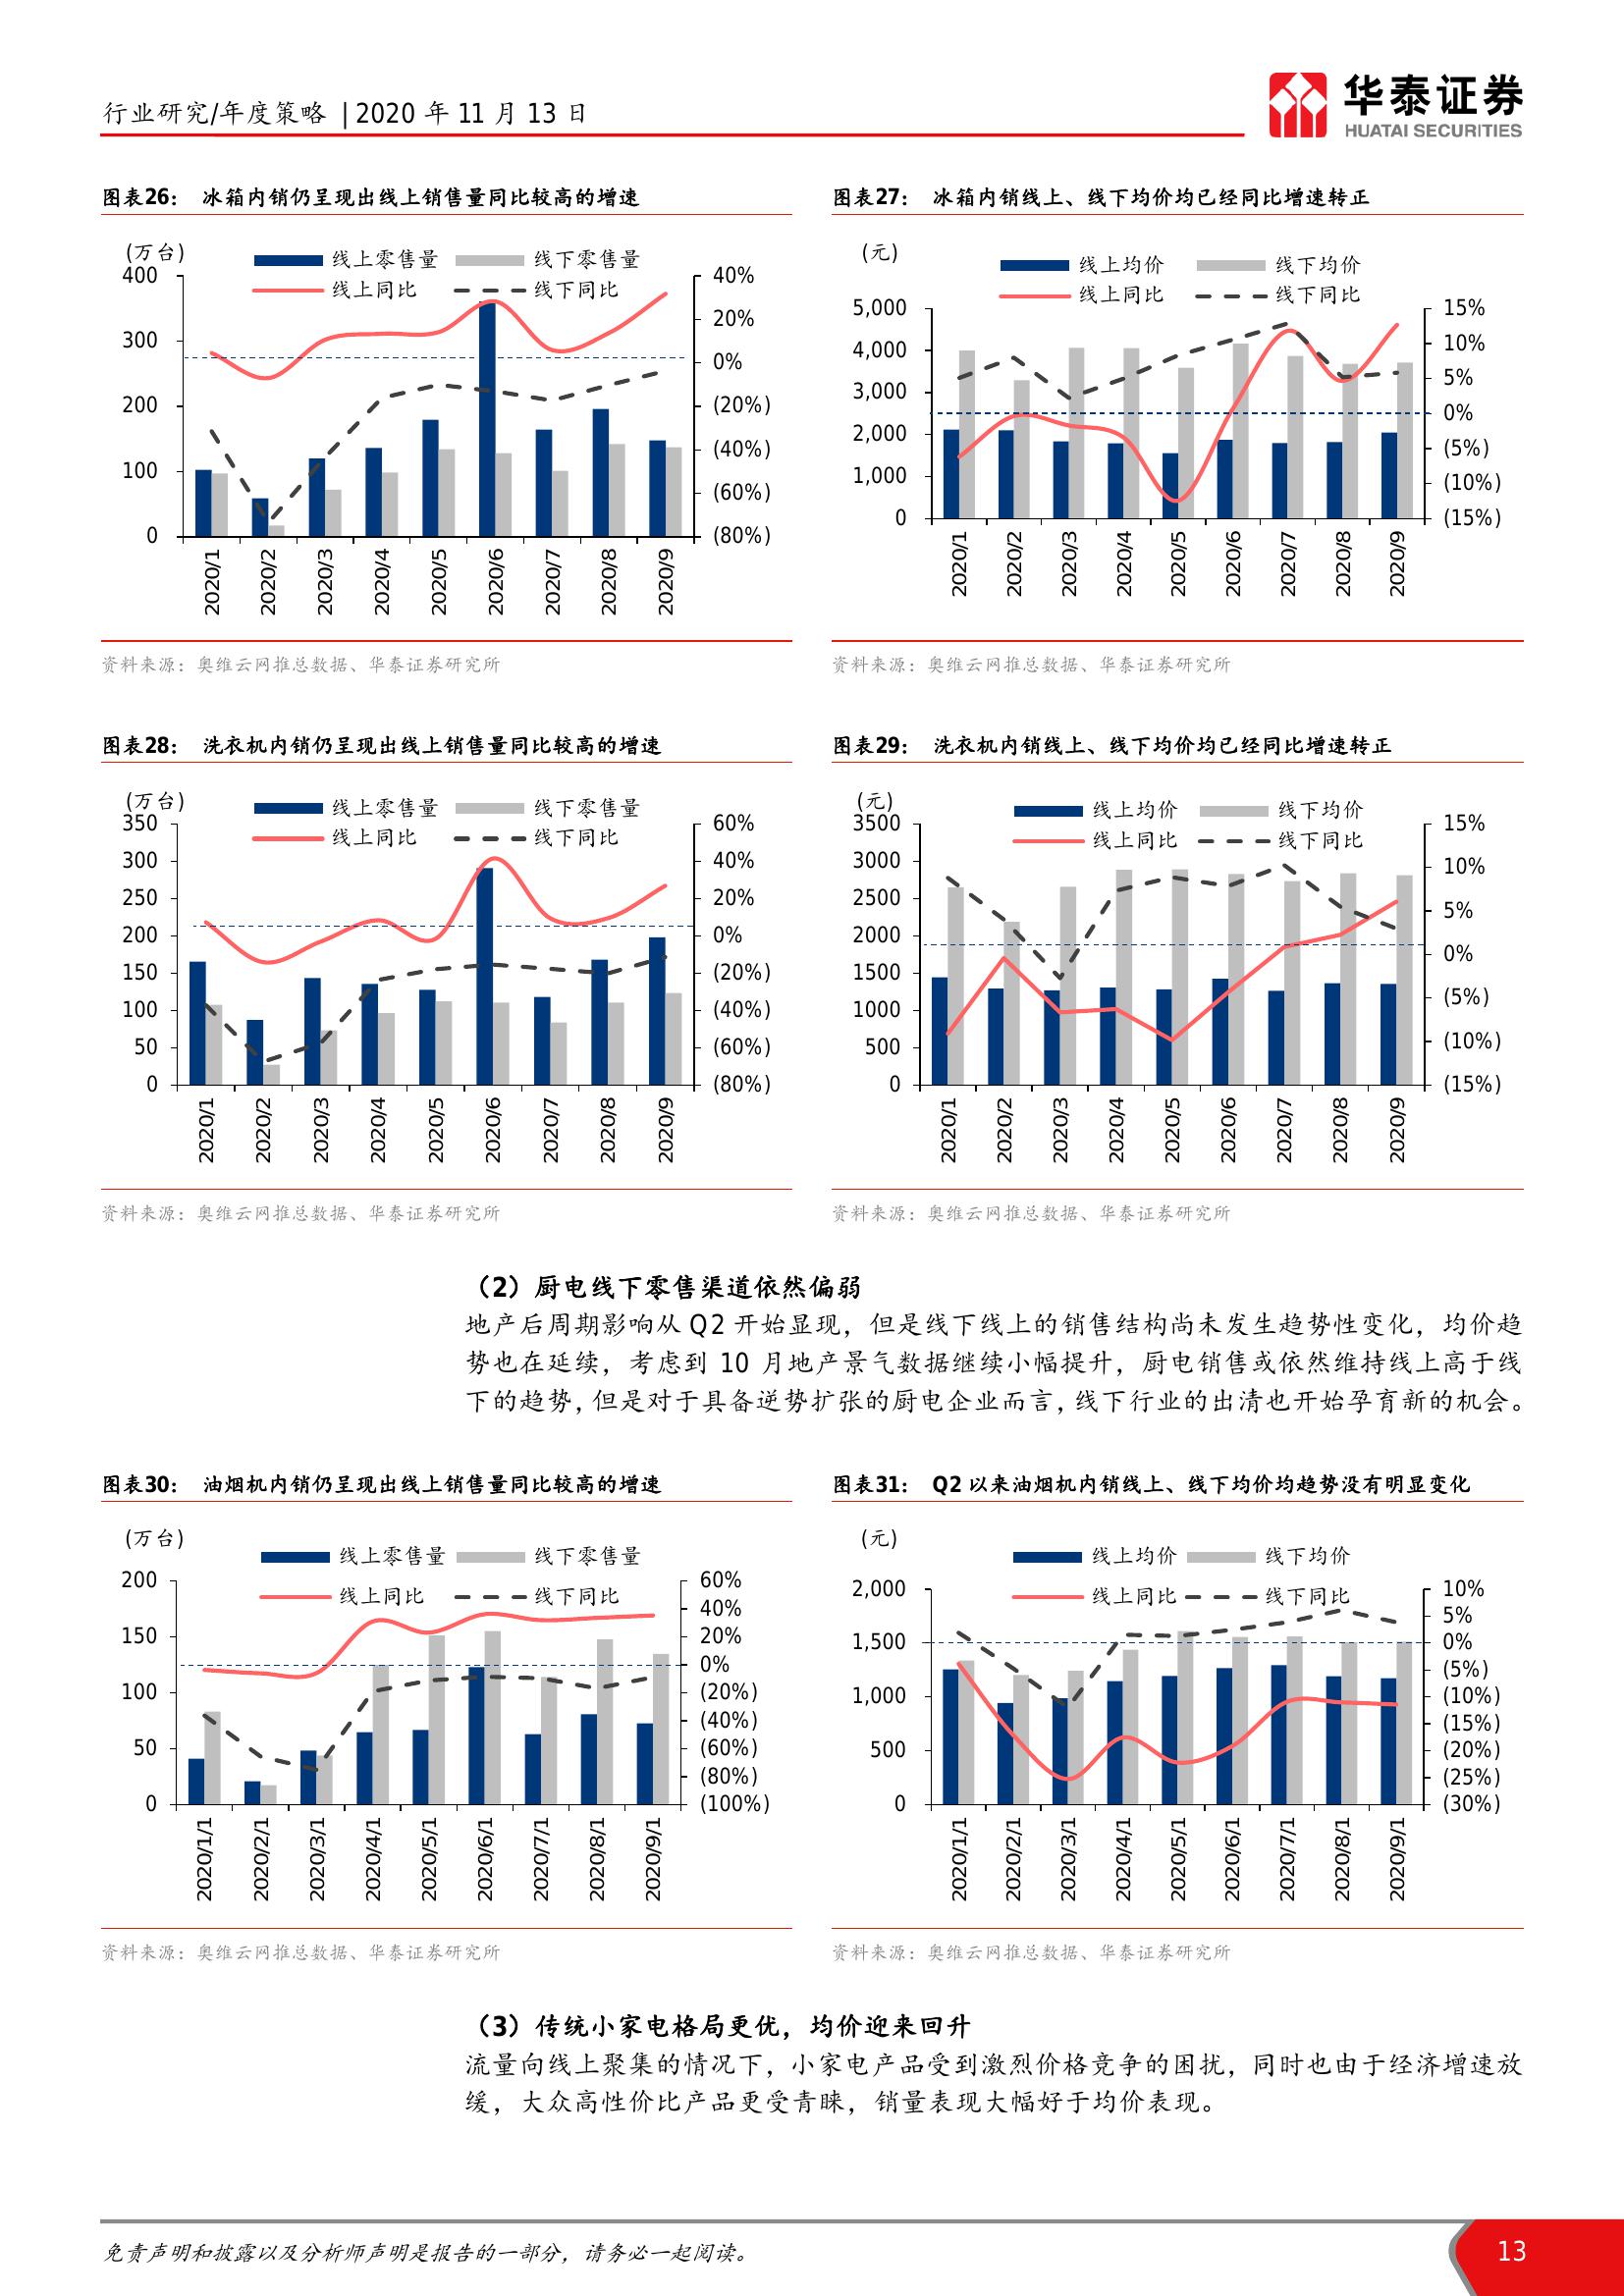 行业研究/年度策略 | 2020 年 11 月 13 日
华泰证券
HUATAI SECURITIES
图表26： 冰箱内销仍呈现出线上销售量同比较高的增速
(万台)
线上零售量 线下零售量
线上同比 线下同比
400
300
200
100
0
40%
20%
0%
(20%)
(40%)
(60%)
(80%)
2020/1 2020/2 2020/3 2020/4 2020/5 2020/6 2020/7 2020/8 2020/9
资料来源：奥维云网推总数据、华泰证券研究所
图表27： 冰箱内销线上、线下均价均已经同比增速转正
(元)
线上均价 线下均价
线上同比 线下同比
5,000
4,000
3,000
2,000
1,000
0
15%
10%
5%
0%
(5%)
(10%)
(15%)
2020/1 2020/2 2020/3 2020/4 2020/5 2020/6 2020/7 2020/8 2020/9
资料来源：奥维云网推总数据、华泰证券研究所
图表28： 洗衣机内销仍呈现出线上销售量同比较高的增速
(万台)
线上零售量 线下零售量
线上同比 线下同比
350
300
250
200
150
100
50
0
60%
40%
20%
0%
(20%)
(40%)
(60%)
(80%)
2020/1 2020/2 2020/3 2020/4 2020/5 2020/6 2020/7 2020/8 2020/9
资料来源：奥维云网推总数据、华泰证券研究所
图表29： 洗衣机内销线上、线下均价均已经同比增速转正
(元)
线上均价 线下均价
线上同比 线下同比
3500
3000
2500
2000
1500
1000
500
0
15%
10%
5%
0%
(5%)
(10%)
(15%)
2020/1 2020/2 2020/3 2020/4 2020/5 2020/6 2020/7 2020/8 2020/9
资料来源：奥维云网推总数据、华泰证券研究所
（2）厨电线下零售渠道依然偏弱
地产后周期影响从 Q2 开始显现，但是线下线上的销售结构尚未发生趋势性变化，均价趋
势也在延续，考虑到 10 月地产景气数据继续小幅提升，厨电销售或依然维持线上高于线
下的趋势，但是对于具备逆势扩张的厨电企业而言，线下行业的出清也开始孕育新的机会。
图表30： 油烟机内销仍呈现出线上销售量同比较高的增速
(万台)
线上零售量 线下零售量
线上同比 线下同比
200
150
100
50
0
60%
40%
20%
0%
(20%)
(40%)
(60%)
(80%)
(100%)
2020/1/1 2020/2/1 2020/3/1 2020/4/1 2020/5/1 2020/6/1 2020/7/1 2020/8/1 2020/9/1
资料来源：奥维云网推总数据、华泰证券研究所
图表31： Q2 以来油烟机内销线上、线下均价均趋势没有明显变化
(元)
线上均价 线下均价
线上同比 线下同比
2,000
1,500
1,000
500
0
10%
5%
0%
(5%)
(10%)
(15%)
(20%)
(25%)
(30%)
2020/1/1 2020/2/1 2020/3/1 2020/4/1 2020/5/1 2020/6/1 2020/7/1 2020/8/1 2020/9/1
资料来源：奥维云网推总数据、华泰证券研究所
（3）传统小家电格局更优，均价迎来回升
流量向线上聚集的情况下，小家电产品受到激烈价格竞争的困扰，同时也由于经济增速放
缓，大众高性价比产品更受青睐，销量表现大幅好于均价表现。
免责声明和披露以及分析师声明是报告的一部分，请务必一起阅读。
13